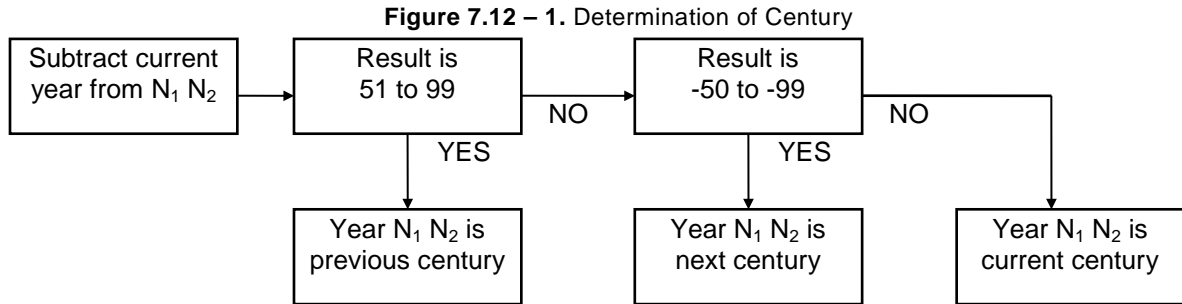 Figure 7.12 – 1. Determination of Century
Subtract current
year from N₁ N₂
Result is
51 to 99
NO
YES
Result is
-50 to -99
NO
YES
Year N₁ N₂ is
previous century
Year N₁ N₂ is
next century
Year N₁ N₂ is
current century